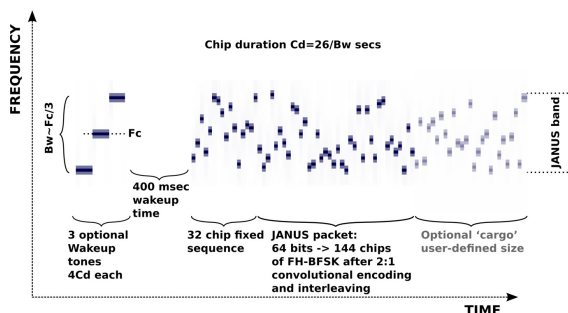 FREQUENCY
Chip duration Cd=26/Bw secs
Bw~Fc/3
Fc
JANUS band
400 msec
wakeup
time
3 optional
Wakeup
tones
4Cd each
32 chip fixed
sequence
JANUS packet:
64 bits -> 144 chips
of FH-BFSK after 2:1
convolutional encoding
and interleaving
Optional ‘cargo’
user-defined size
TIME